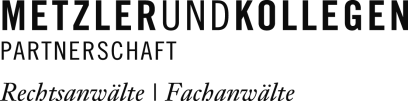 METZLERUNDKOLLEGEN
PARTNERSCHAFT
Rechtsanwälte | Fachanwälte